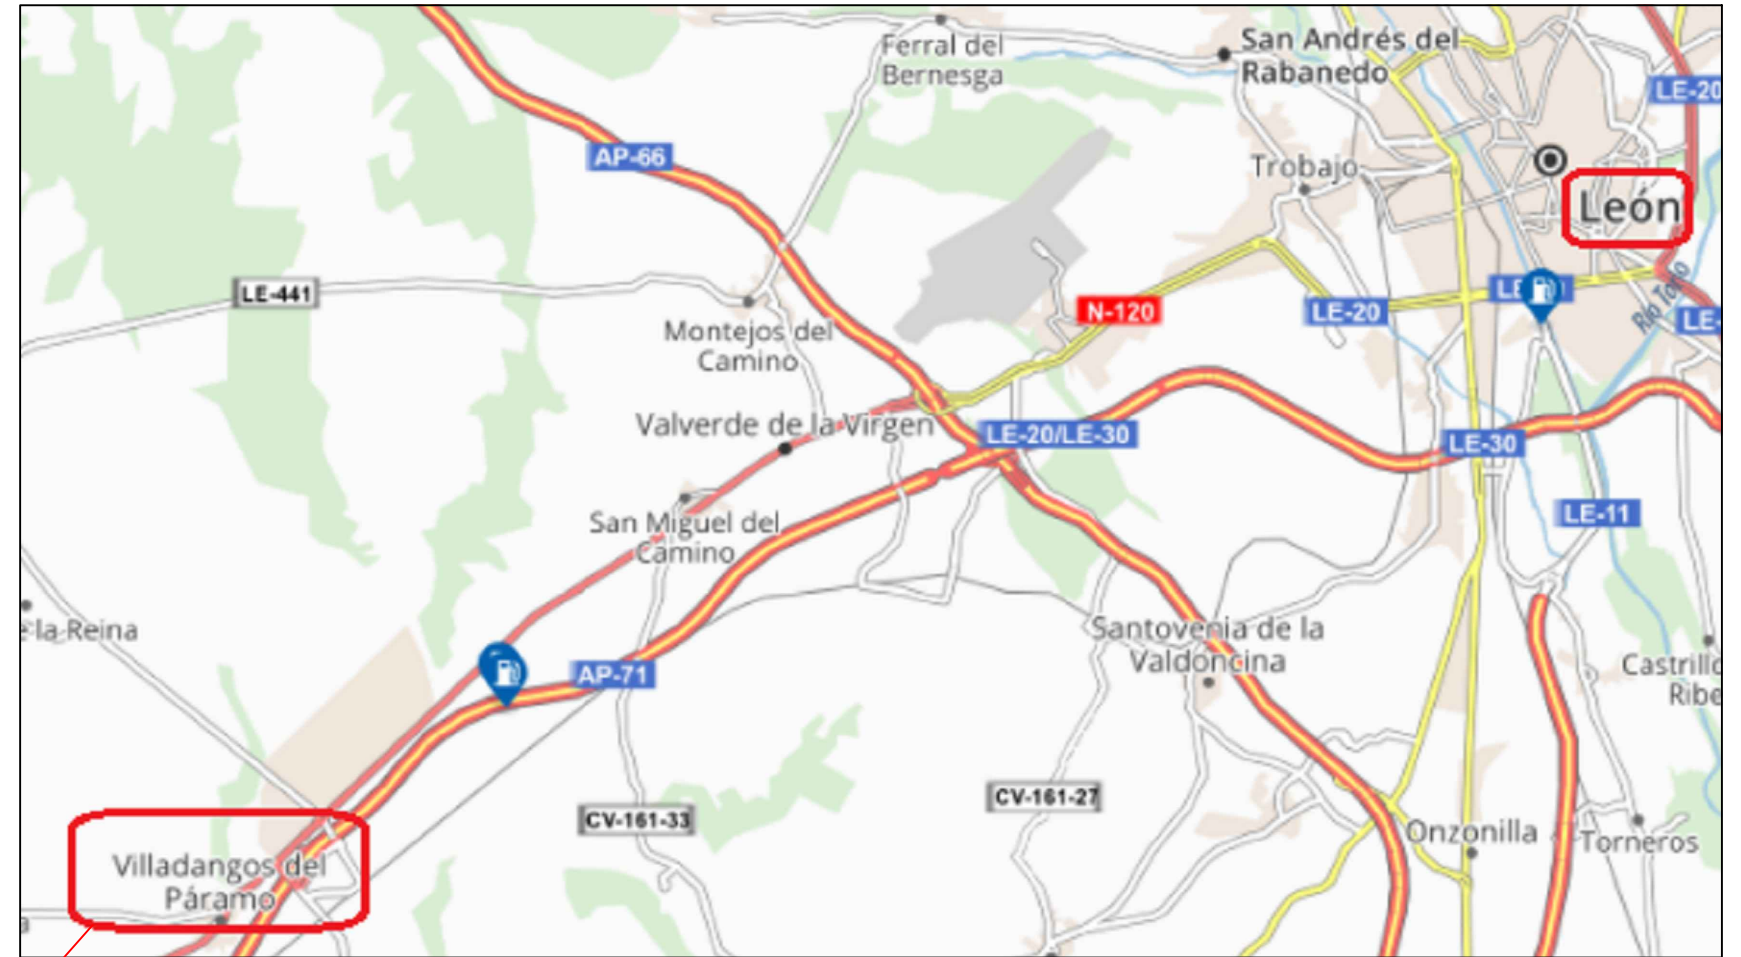 Ferral del
Bernesga
San Andrés del
Rabanedo
LE-20
AP-66
Trobajo
León
LE-441
Montejos del
Camino
N-120
LE-20
Río
Valverde de la Virgen
LE-20/LE-30
LE-30
San Miguel del
Camino
LE-11
la Reina
Santovenia de la
Valdoncina
AP-71
CV-161-33
CV-161-27
Onzonilla
Torneros
Villadangos del
Páramo